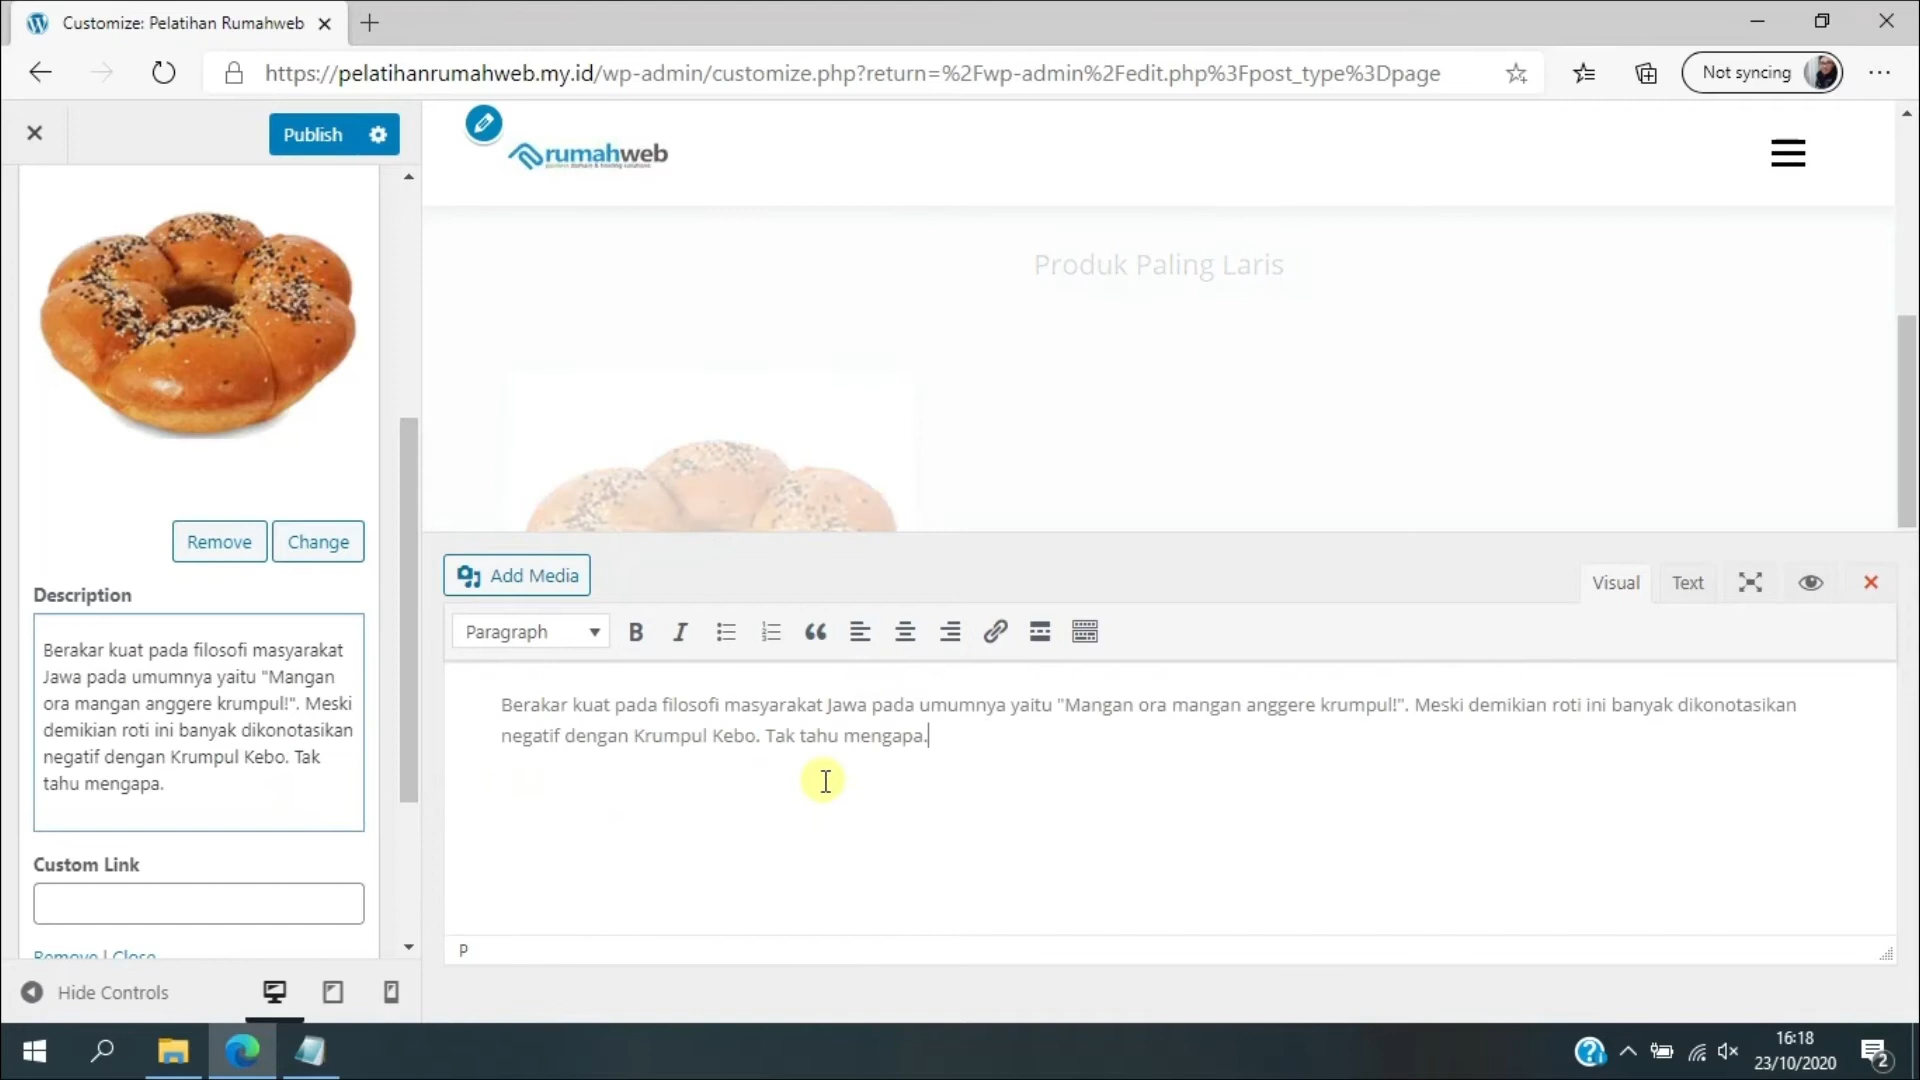 Customize: Pelatihan Rumahweb
https://pelatihanrumahweb.my.id/wp-admin/customize.php?return=%2Fwp-admin%2Fedit.php%3Fpost_type%3Dpage
Not syncing
Publish
rumahweb
Produk Paling Laris
Remove
Change
Description
Berakar kuat pada filosofi masyarakat
Jawa pada umumnya yaitu "Mangan
ora mangan anggere krumpul!". Meski
demikian roti ini banyak dikonotasikan
negatif dengan Krumpul Kebo. Tak
tahu mengapa.
Custom Link
Remove | Close
Hide Controls
Add Media
Visual
Text
Paragraph
B
I
Berakar kuat pada filosofi masyarakat Jawa pada umumnya yaitu "Mangan ora mangan anggere krumpul!". Meski demikian roti ini banyak dikonotasikan
negatif dengan Krumpul Kebo. Tak tahu mengapa.
P
16:18
23/10/2020
2